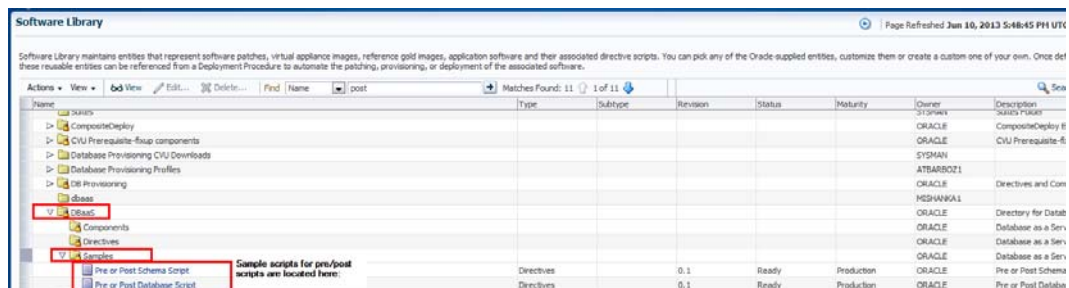 Software Library
Page Refreshed Jun 10, 2013 5:48:45 PM UTC
Software Library maintains entities that represent software patches, virtual appliance images, reference gold images, application software and their associated directive scripts. You can pick any of the Oracle-supplied entities, customize them or create a custom one of your own. Once def
these reusable entities can be referenced from a Deployment Procedure to automate the patching, provisioning, or deployment of the associated software.
Actions View View Edit... Delete... Find Name post Matches Found: 11 1 of 11 Sea
Name Type Subtype Revision Status Maturity Owner Description
CompositeDeploy ORACLE CompositeDeploy E
CVU Prerequisite-fixup components ORACLE CVU Prerequisite-fi
Database Provisioning CVU Downloads SYSMAN
Database Provisioning Profiles ATBARBOZ1
DB Provisioning ORACLE Directives and Com
dbaas MISHANKA1
DBaaS ORACLE Directory for Datab
Components ORACLE Database as a Serv
Directives ORACLE Database as a Serv
Samples ORACLE Database as a Serv
Sample scripts for pre/post
scripts are located here:
Pre or Post Schema Script Directives 0.1 Ready Production ORACLE Pre or Post Schema
Pre or Post Database Script Directives 0.1 Ready Production ORACLE Pre or Post Databa